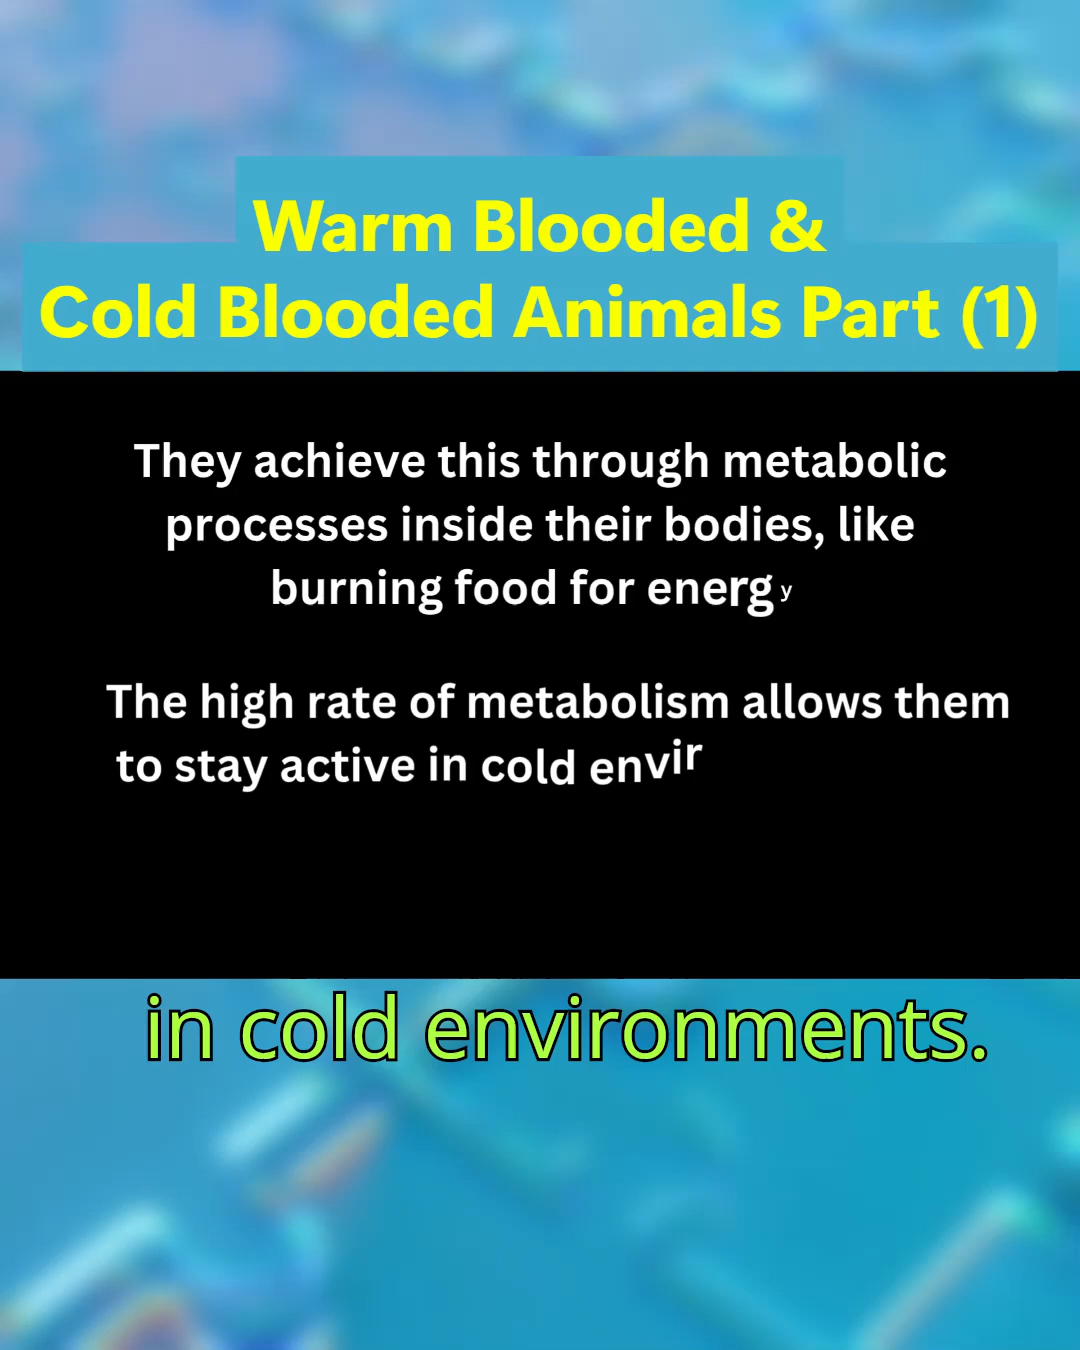 Warm Blooded &
Cold Blooded Animals Part (1)
They achieve this through metabolic
processes inside their bodies, like
burning food for energy
The high rate of metabolism allows them
to stay active in cold envir
in cold environments.